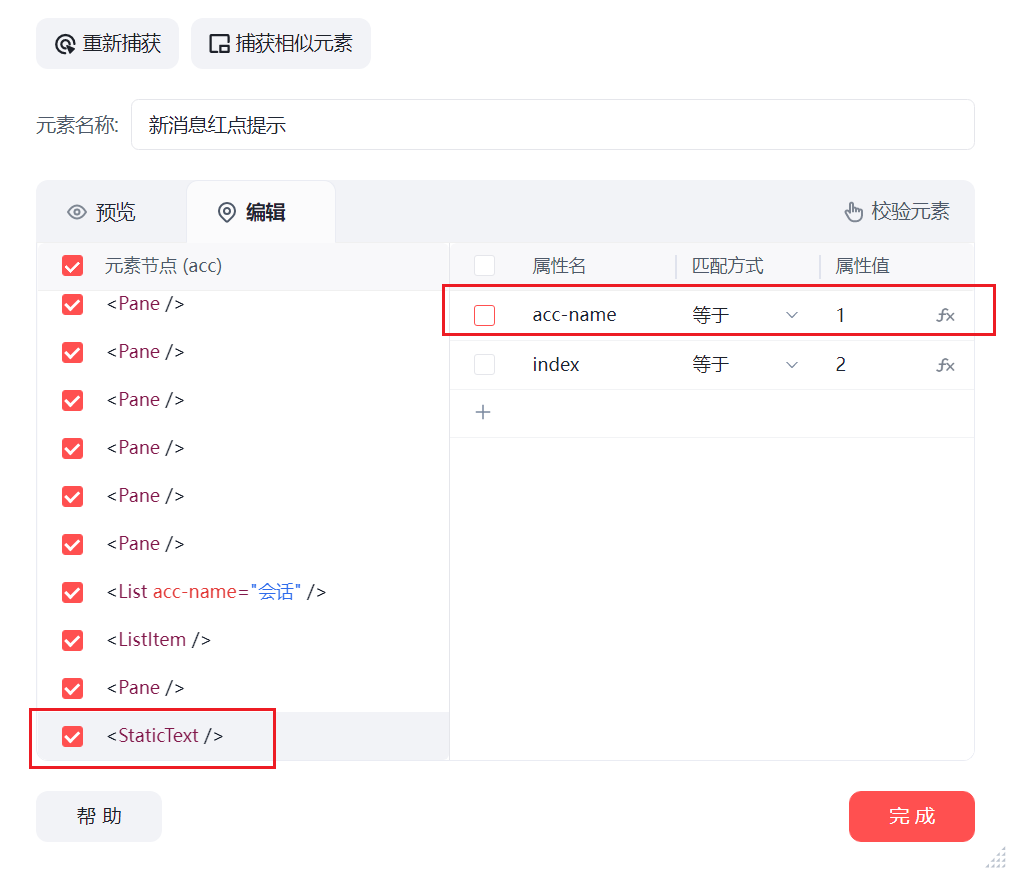 重新捕获 捕获相似元素
元素名称: 新消息红点提示
预览 编辑 校验元素
元素节点 (acc) 属性名 匹配方式 属性值
<Pane /> acc-name 等于 1 fx
<Pane /> index 等于 2 fx
<Pane /> +
<Pane />
<Pane />
<Pane />
<List acc-name="会话" />
<ListItem />
<Pane />
<StaticText />
帮 助 完 成